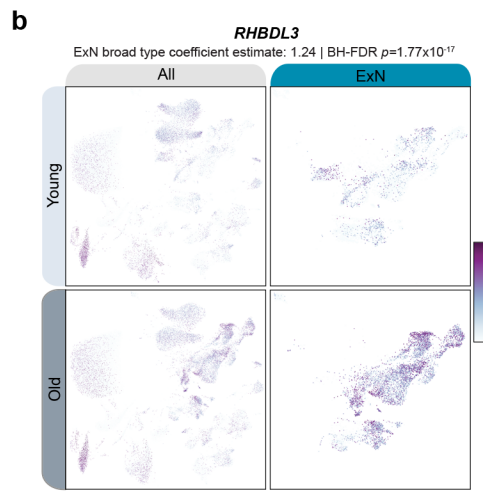 b
RHBDL3
ExN broad type coefficient estimate: 1.24 | BH-FDR p=1.77x10⁻¹⁷
All
ExN
Young
Old